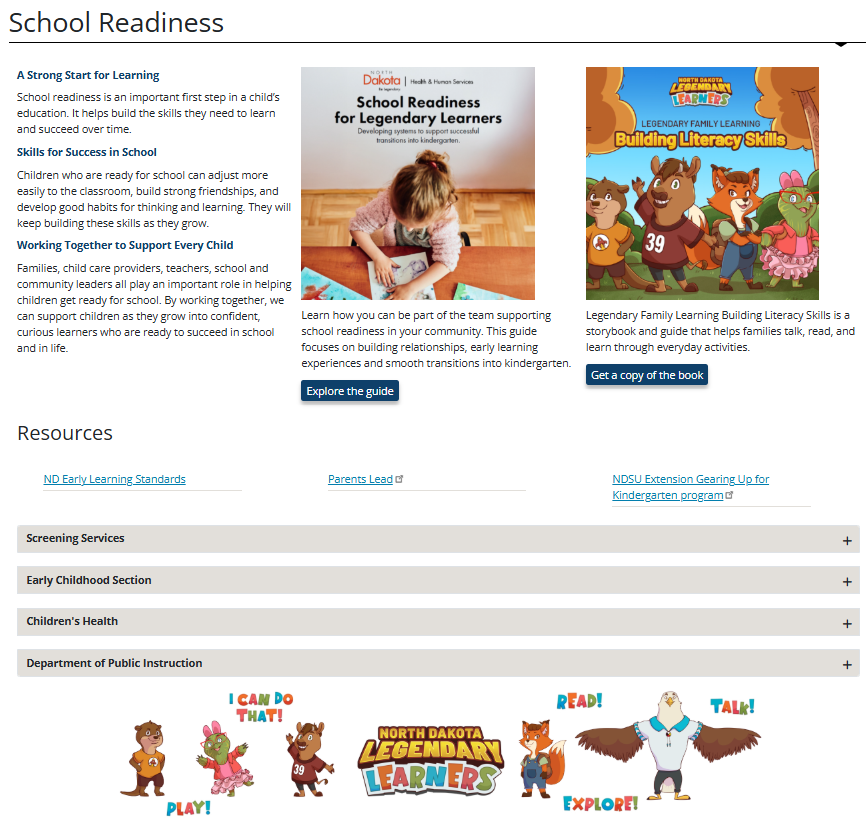 School Readiness
A Strong Start for Learning
School readiness is an important first step in a child's
education. It helps build the skills they need to learn
and succeed over time.
Skills for Success in School
Children who are ready for school can adjust more
easily to the classroom, build strong friendships, and
develop good habits for thinking and learning. They will
keep building these skills as they grow.
Working Together to Support Every Child
Families, child care providers, teachers, school and
community leaders all play an important role in helping
children get ready for school. By working together, we
can support children as they grow into confident,
curious learners who are ready to succeed in school
and in life.
NORTH
Dakota | Health & Human Services
Be Legendary.
School Readiness
for Legendary Learners
Developing systems to support successful
transitions into kindergarten.
Learn how you can be part of the team supporting
school readiness in your community. This guide
focuses on building relationships, early learning
experiences and smooth transitions into kindergarten.
Explore the guide
NORTH DAKOTA
LEGENDARY
LEARNERS
LEGENDARY FAMILY LEARNING
Building Literacy Skills
39
Legendary Family Learning Building Literacy Skills is a
storybook and guide that helps families talk, read, and
learn through everyday activities.
Get a copy of the book
Resources
ND Early Learning Standards
Parents Lead
NDSU Extension Gearing Up for
Kindergarten program
Screening Services
+
Early Childhood Section
+
Children's Health
+
Department of Public Instruction
+
I CAN DO
THAT!
PLAY!
39
NORTH DAKOTA
LEGENDARY
LEARNERS
READ!
TALK!
EXPLORE!